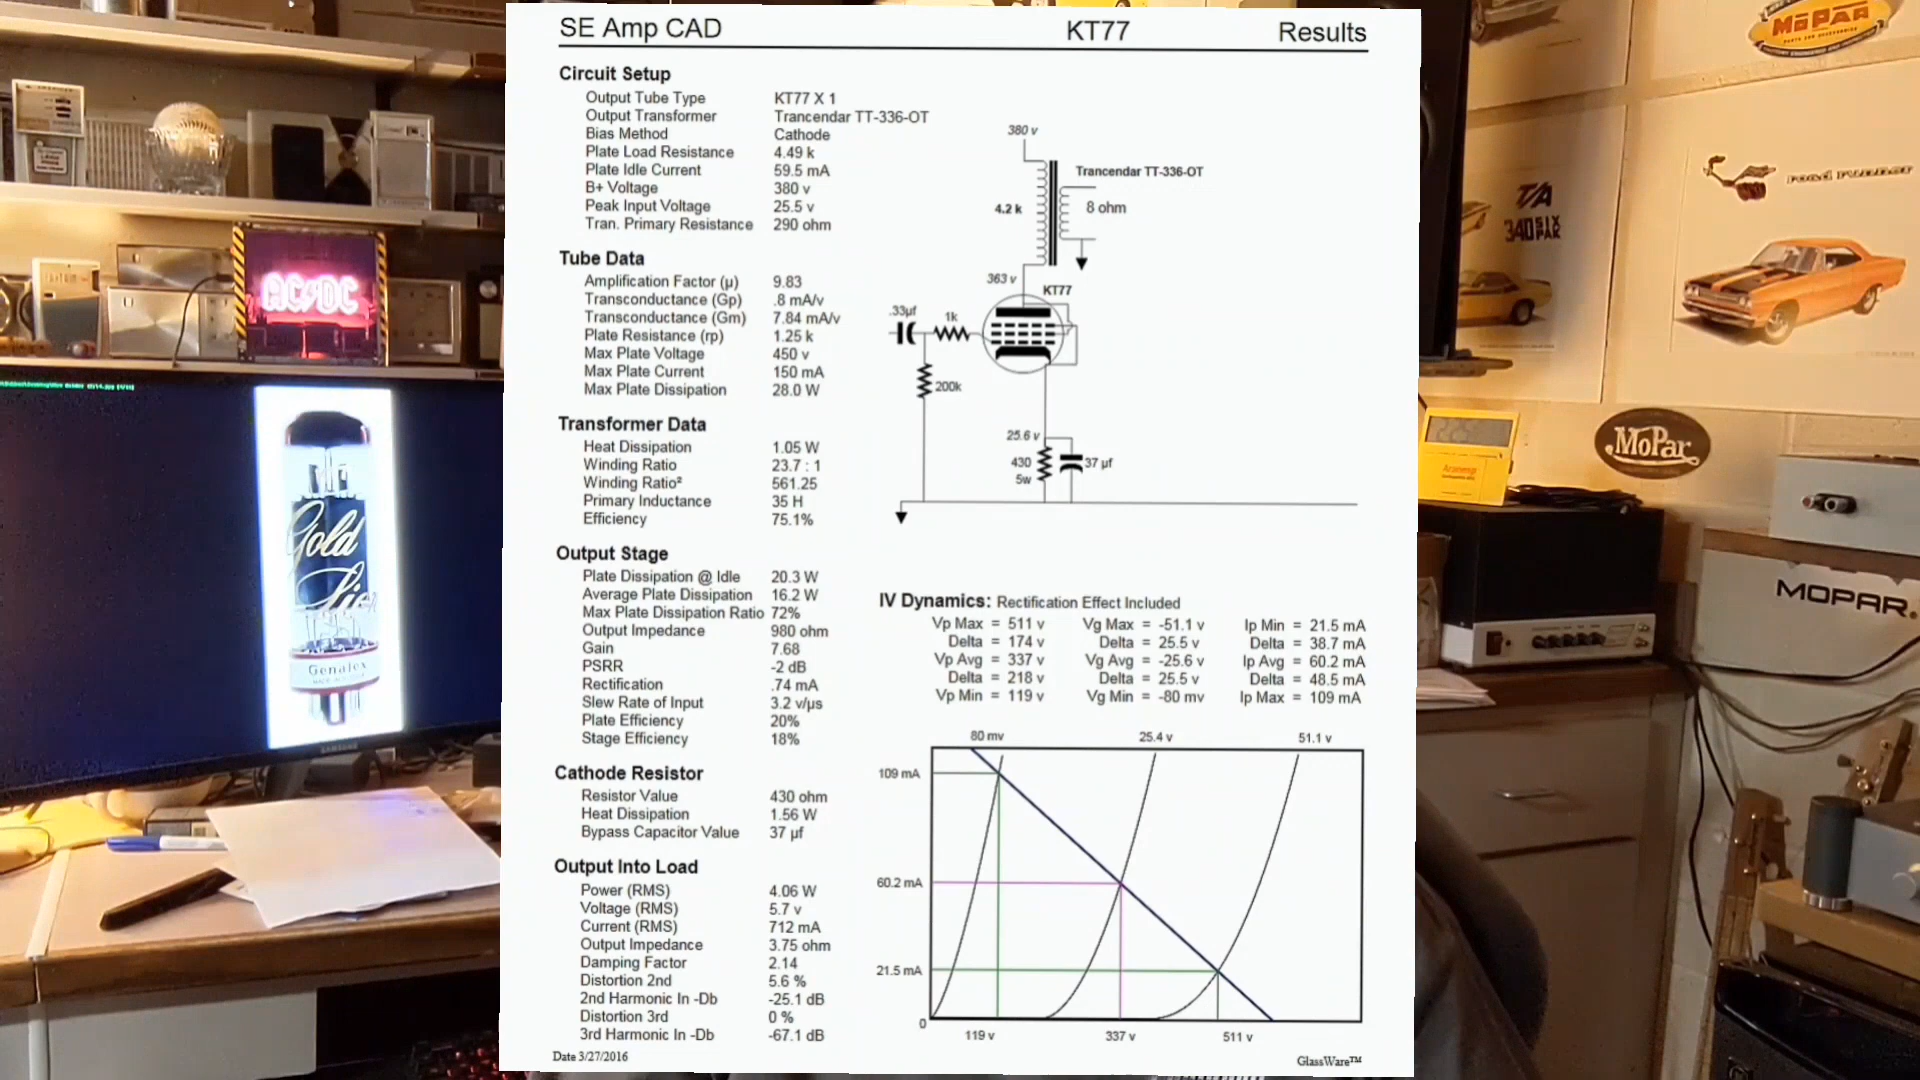 SE Amp CAD KT77 Results
Circuit Setup
Output Tube Type KT77 X 1
Output Transformer Trancendar TT-336-OT
Bias Method Cathode
Plate Load Resistance 4.49 k
Plate Idle Current 59.5 mA
B+ Voltage 380 v
Peak Input Voltage 25.5 v
Tran. Primary Resistance 290 ohm
Tube Data
Amplification Factor (µ) 9.83
Transconductance (Gp) .8 mA/v
Transconductance (Gm) 7.84 mA/v
Plate Resistance (rp) 1.25 k
Max Plate Voltage 450 v
Max Plate Current 150 mA
Max Plate Dissipation 28.0 W
Transformer Data
Heat Dissipation 1.05 W
Winding Ratio 23.7 : 1
Winding Ratio² 561.25
Primary Inductance 35 H
Efficiency 75.1%
Output Stage
Plate Dissipation @ Idle 20.3 W
Average Plate Dissipation 16.2 W
Max Plate Dissipation Ratio 72%
Output Impedance 980 ohm
Gain 7.68
PSRR -2 dB
Rectification .74 mA
Slew Rate of Input 3.2 v/µs
Plate Efficiency 20%
Stage Efficiency 18%
Cathode Resistor
Resistor Value 430 ohm
Heat Dissipation 1.56 W
Bypass Capacitor Value 37 µf
Output Into Load
Power (RMS) 4.06 W
Voltage (RMS) 5.7 v
Current (RMS) 712 mA
Output Impedance 3.75 ohm
Damping Factor 2.14
Distortion 2nd 5.6 %
2nd Harmonic In -Db -25.1 dB
Distortion 3rd 0 %
3rd Harmonic In -Db -67.1 dB
Date 3/27/2016
380 v
Trancendar TT-336-OT
4.2 k
8 ohm
363 v
KT77
.33µf
1k
200k
25.6 v
430
5w
37 µf
IV Dynamics: Rectification Effect Included
Vp Max = 511 v Vg Max = -51.1 v Ip Min = 21.5 mA
Delta = 174 v Delta = 25.5 v Delta = 38.7 mA
Vp Avg = 337 v Vg Avg = -25.6 v Ip Avg = 60.2 mA
Delta = 218 v Delta = 25.5 v Delta = 48.5 mA
Vp Min = 119 v Vg Min = -80 mv Ip Max = 109 mA
80 mv 25.4 v 51.1 v
109 mA
60.2 mA
21.5 mA
0
119 v 337 v 511 v
GlassWare™
AC/DC
Gold
Genalex
SAMSUNG
MOPAR
Road Runner
T/A
340 SIX
PAK
MoPar
MOPAR